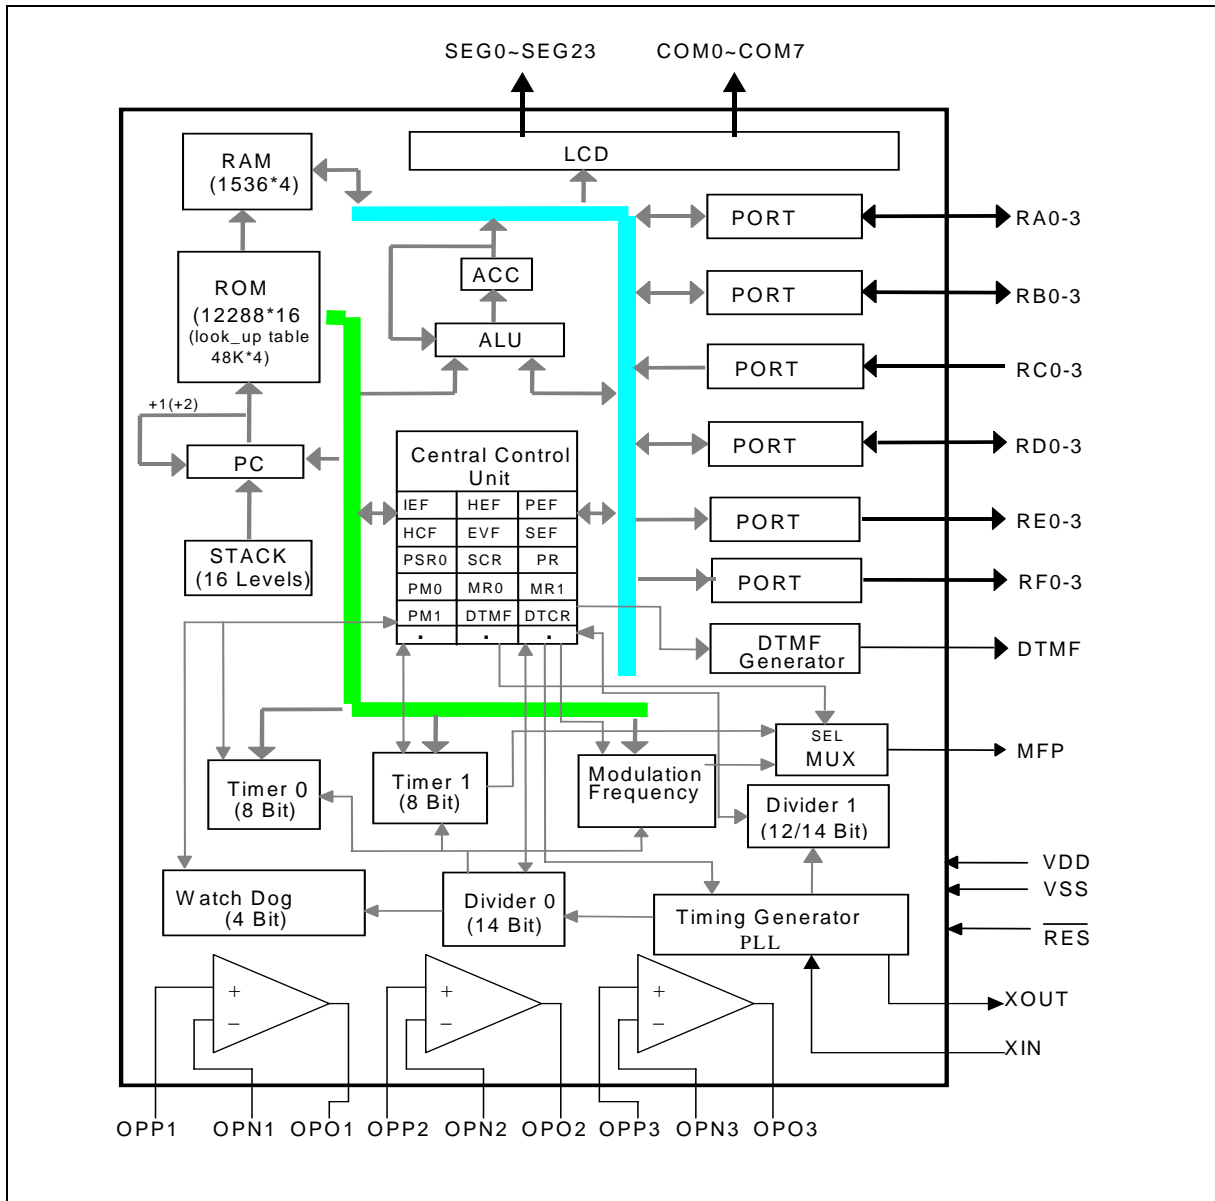 SEG0~SEG23 COM0~COM7
LCD
RAM
(1536*4)
ROM
(12288*16
(look_up table
48K*4)
+1(+2)
PC
STACK
(16 Levels)
ACC
ALU
Central Control
Unit
IEF HEF PEF
HCF EVF SEF
PSR0 SCR PR
PM0 MR0 MR1
PM1 DTMF DTCR
. . .
PORT RA0-3
PORT RB0-3
PORT RC0-3
PORT RD0-3
PORT RE0-3
PORT RF0-3
DTMF
Generator
DTMF
SEL
MUX
MFP
Timer 0
(8 Bit)
Timer 1
(8 Bit)
Modulation
Frequency
Divider 1
(12/14 Bit)
Watch Dog
(4 Bit)
Divider 0
(14 Bit)
Timing Generator
PLL
VDD
VSS
RES
XOUT
XIN
+
−
+
−
+
−
OPP1 OPN1 OPO1 OPP2 OPN2 OPO2 OPP3 OPN3 OPO3